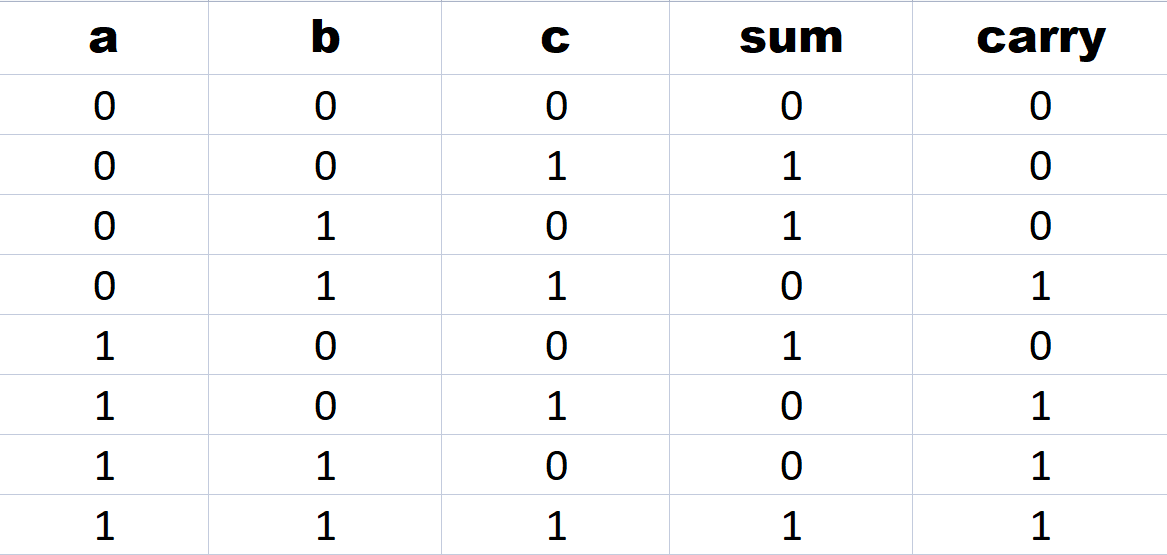 a b c sum carry
0 0 0 0 0
0 0 1 1 0
0 1 0 1 0
0 1 1 0 1
1 0 0 1 0
1 0 1 0 1
1 1 0 0 1
1 1 1 1 1